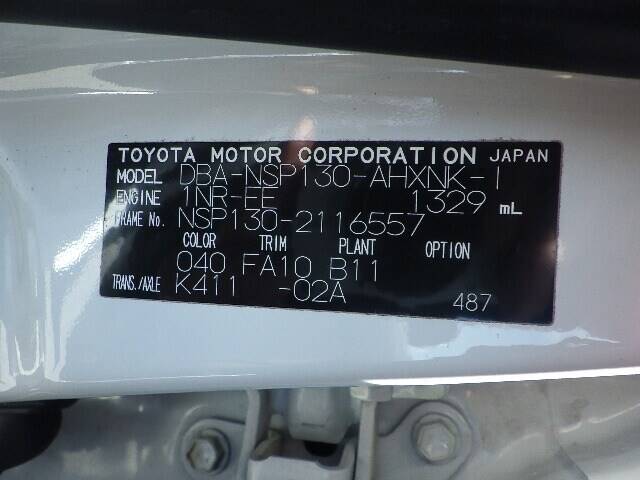 TOYOTA MOTOR CORPORATION JAPAN
MODEL DBA-NSP130-AHXNK-I
ENGINE 1NR-EE 1329 mL
FRAME No. NSP130-2116557
COLOR TRIM PLANT OPTION
040 FA10 B11
TRANS./AXLE K411 -02A 487